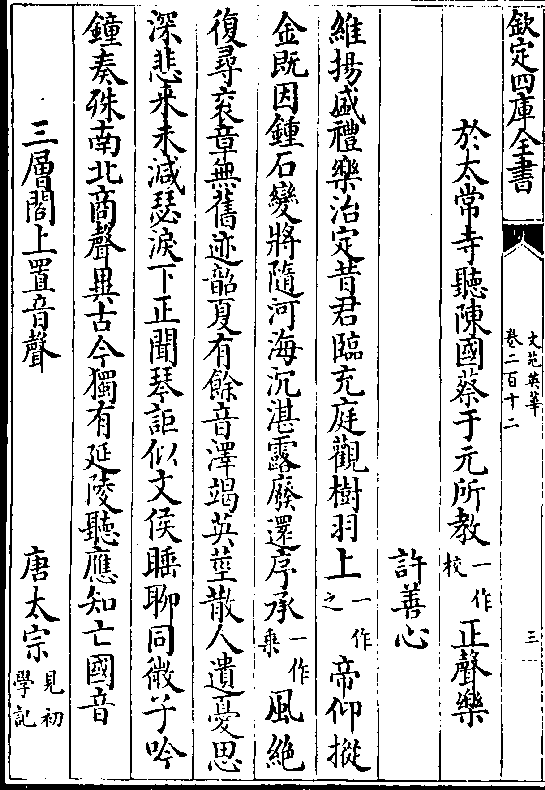 欽定四庫全書
文苑英華
卷二百十二
三
於太常寺聽陳國蔡子元所教一作校正聲樂
許善心
維揚盛禮樂治定昔君臨充庭觀樹羽上一作之帝仰摐
金既因鍾石變將隨河海沉湛露廢還序承一作乗風絶
復尋衮章無舊迹韶夏有餘音澤竭英莖散人遺憂思
深悲來未減瑟淚下正聞琴詎似文侯睡聊同微子吟
鐘奏殊南北商聲異古今獨有延陵聽應知亡國音
三層閣上置音聲
唐太宗見初學記